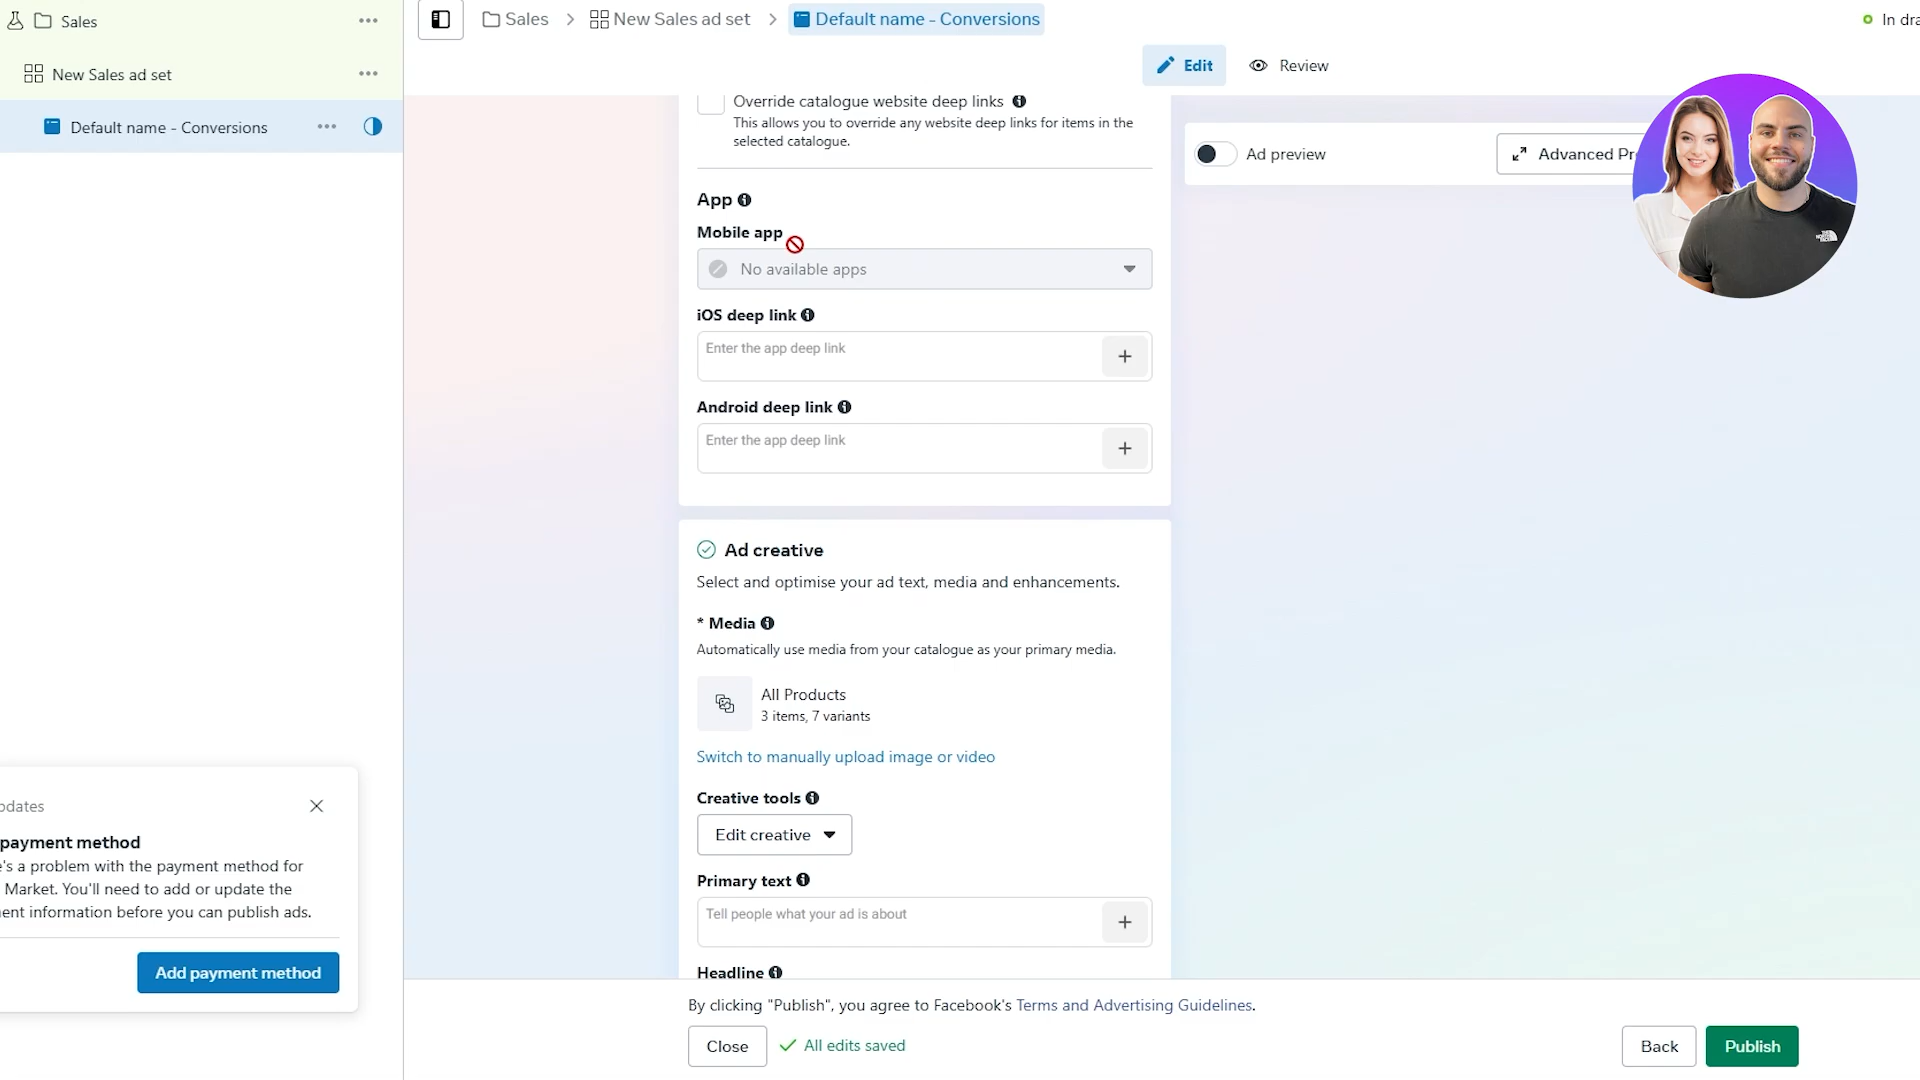 Sales
New Sales ad set
Default name - Conversions
Sales
New Sales ad set
Default name - Conversions
In dra
Edit
Review
Override catalogue website deep links
This allows you to override any website deep links for items in the
selected catalogue.
App
Mobile app
No available apps
iOS deep link
Enter the app deep link
Android deep link
Enter the app deep link
Ad creative
Select and optimise your ad text, media and enhancements.
* Media
Automatically use media from your catalogue as your primary media.
All Products
3 items, 7 variants
Switch to manually upload image or video
Creative tools
Edit creative
Primary text
Tell people what your ad is about
Headline
Ad preview
Advanced Pr
THE NORTH FACE
pdates
payment method
e's a problem with the payment method for
Market. You'll need to add or update the
ent information before you can publish ads.
Add payment method
By clicking "Publish", you agree to Facebook's Terms and Advertising Guidelines.
Close
All edits saved
Back
Publish